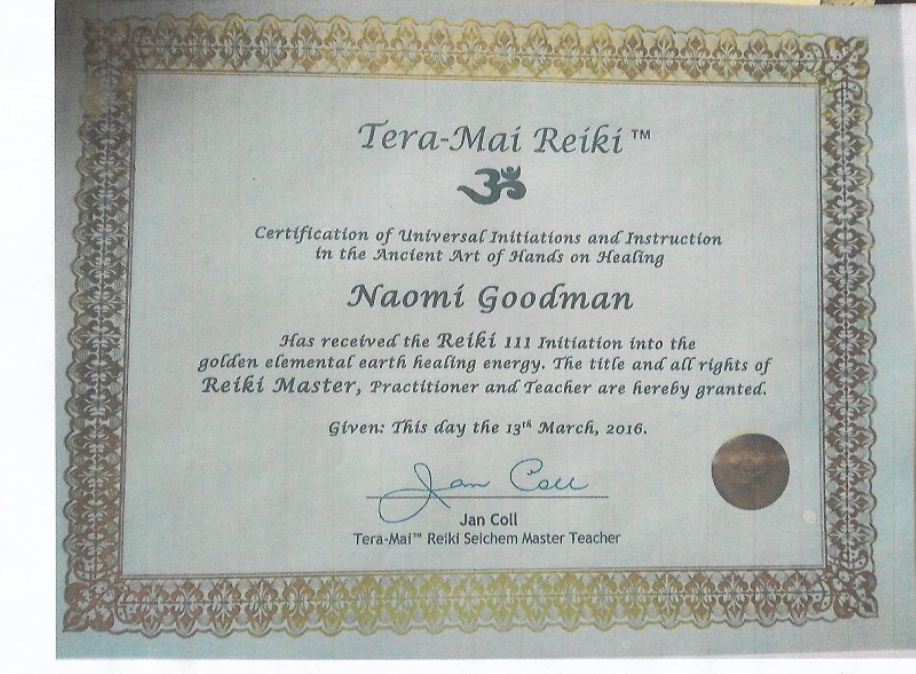 Tera-Mai Reiki™
ॐ
Certification of Universal Initiations and Instruction
in the Ancient Art of Hands on Healing
Naomi Goodman
Has received the Reiki 111 Initiation into the
golden elemental earth healing energy. The title and all rights of
Reiki Master, Practitioner and Teacher are hereby granted.
Given: This day the 13th March, 2016.
Jan Coll
Jan Coll
Tera-Mai™ Reiki Seichem Master Teacher